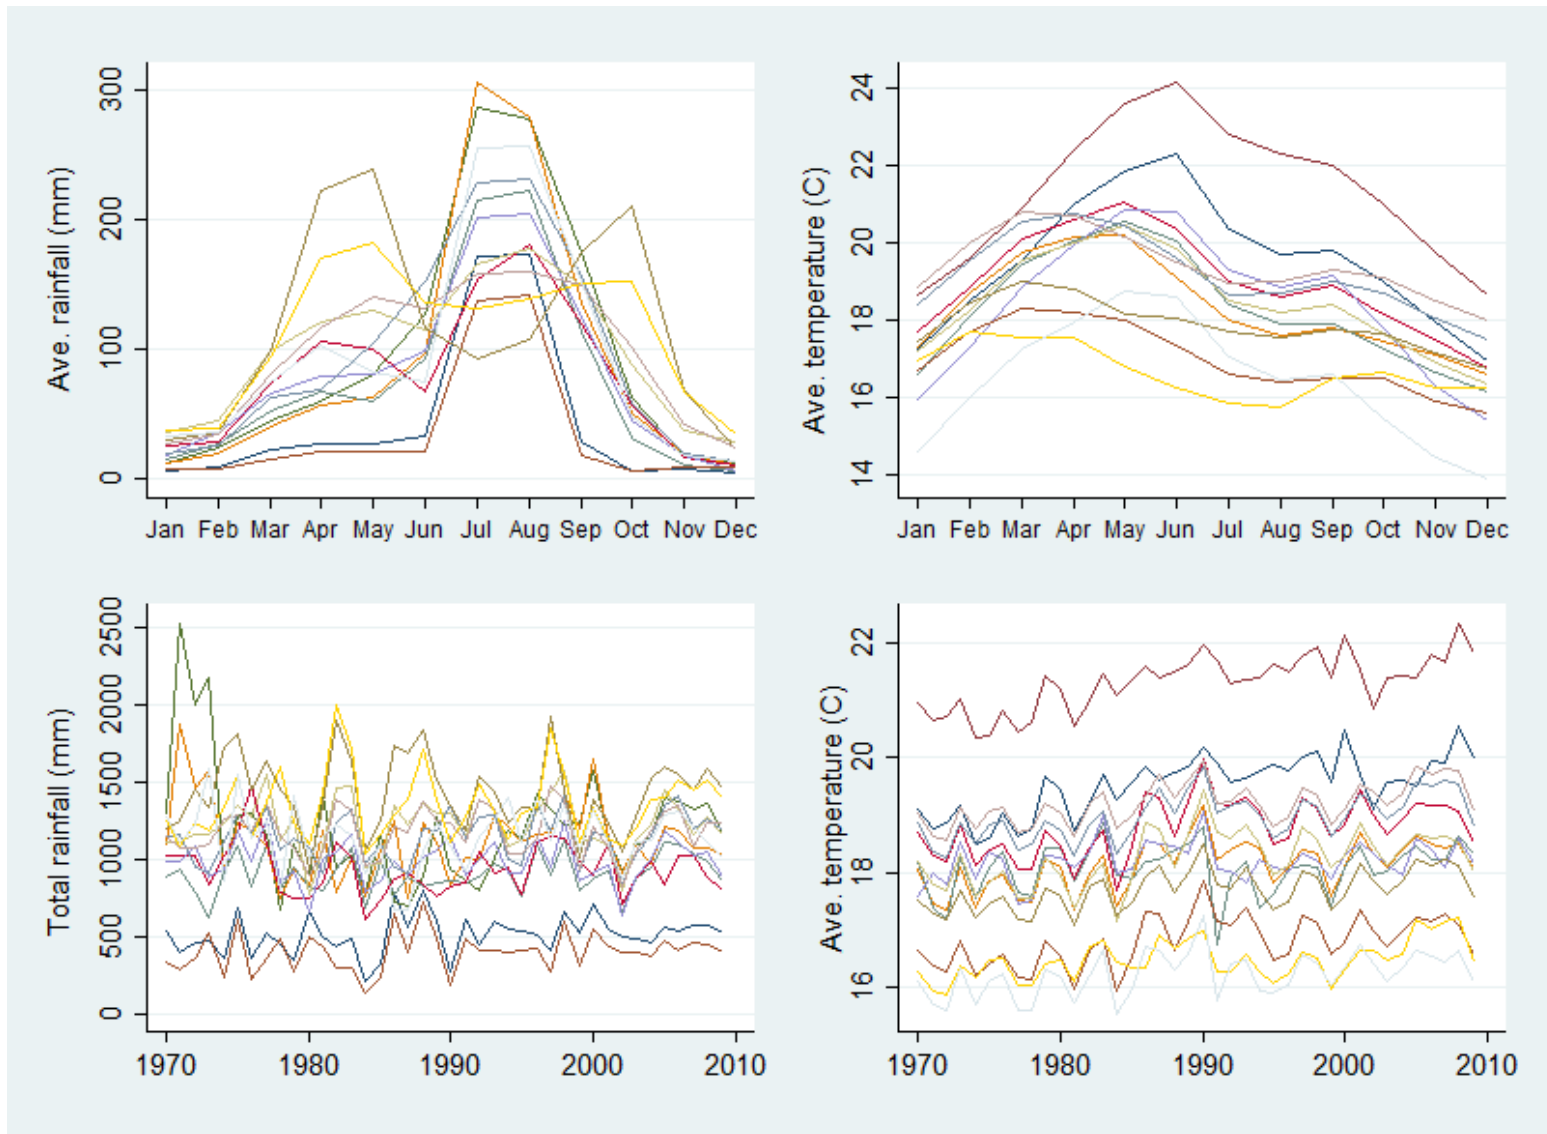 Ave. rainfall (mm)
300
200
100
0
Jan Feb Mar Apr May Jun Jul Aug Sep Oct Nov Dec
Ave. temperature (C)
24
22
20
18
16
14
Jan Feb Mar Apr May Jun Jul Aug Sep Oct Nov Dec
Total rainfall (mm)
2500
2000
1500
1000
500
0
1970 1980 1990 2000 2010
Ave. temperature (C)
22
20
18
16
1970 1980 1990 2000 2010